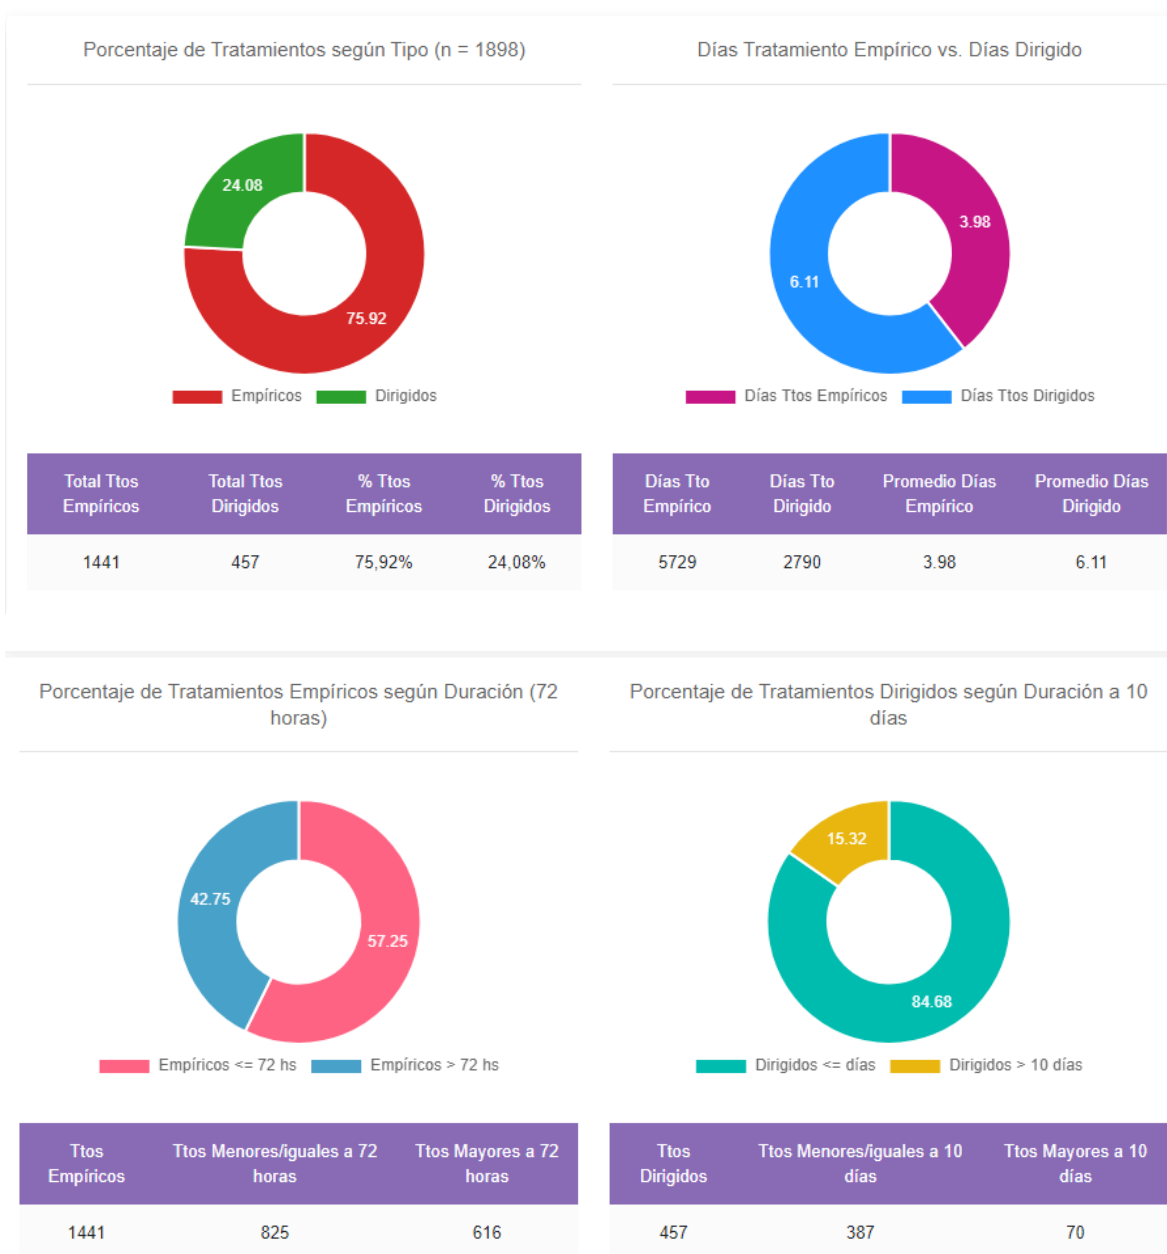 Porcentaje de Tratamientos según Tipo (n = 1898)
24.08
75.92
Empíricos Dirigidos
Total Ttos Empíricos
Total Ttos Dirigidos
% Ttos Empíricos
% Ttos Dirigidos
1441 457 75,92% 24,08%
Días Tratamiento Empírico vs. Días Dirigido
3.98
6.11
Días Ttos Empíricos Días Ttos Dirigidos
Días Tto Empírico
Días Tto Dirigido
Promedio Días Empírico
Promedio Días Dirigido
5729 2790 3.98 6.11
Porcentaje de Tratamientos Empíricos según Duración (72
horas)
42.75
57.25
Empíricos <= 72 hs Empíricos > 72 hs
Ttos Empíricos
Ttos Menores/iguales a 72 horas
Ttos Mayores a 72 horas
1441 825 616
Porcentaje de Tratamientos Dirigidos según Duración a 10
días
15.32
84.68
Dirigidos <= días Dirigidos > 10 días
Ttos Dirigidos
Ttos Menores/iguales a 10 días
Ttos Mayores a 10 días
457 387 70